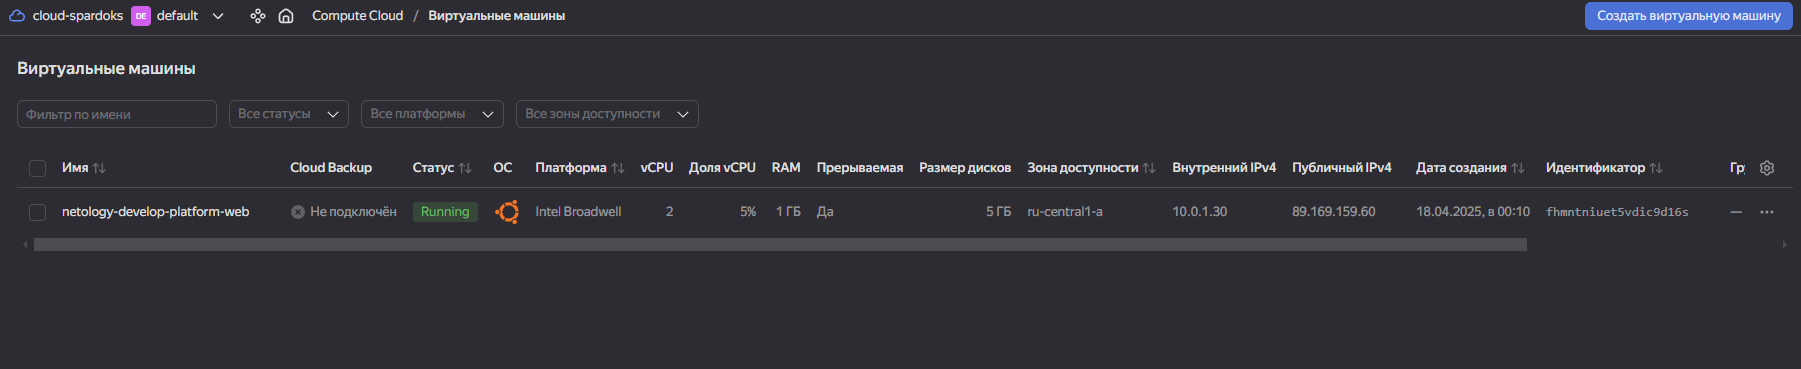 cloud-spardoks DE default Compute Cloud / Виртуальные машины Создать виртуальную машину
Виртуальные машины
Фильтр по имени Все статусы Все платформы Все зоны доступности
Имя Cloud Backup Статус ОС Платформа vCPU Доля vCPU RAM Прерываемая Размер дисков Зона доступности Внутренний IPv4 Публичный IPv4 Дата создания Идентификатор Гру
netology-develop-platform-web Не подключён Running Intel Broadwell 2 5% 1 ГБ Да 5 ГБ ru-central1-a 10.0.1.30 89.169.159.60 18.04.2025, в 00:10 fhmntniuet5vdic9d16s —